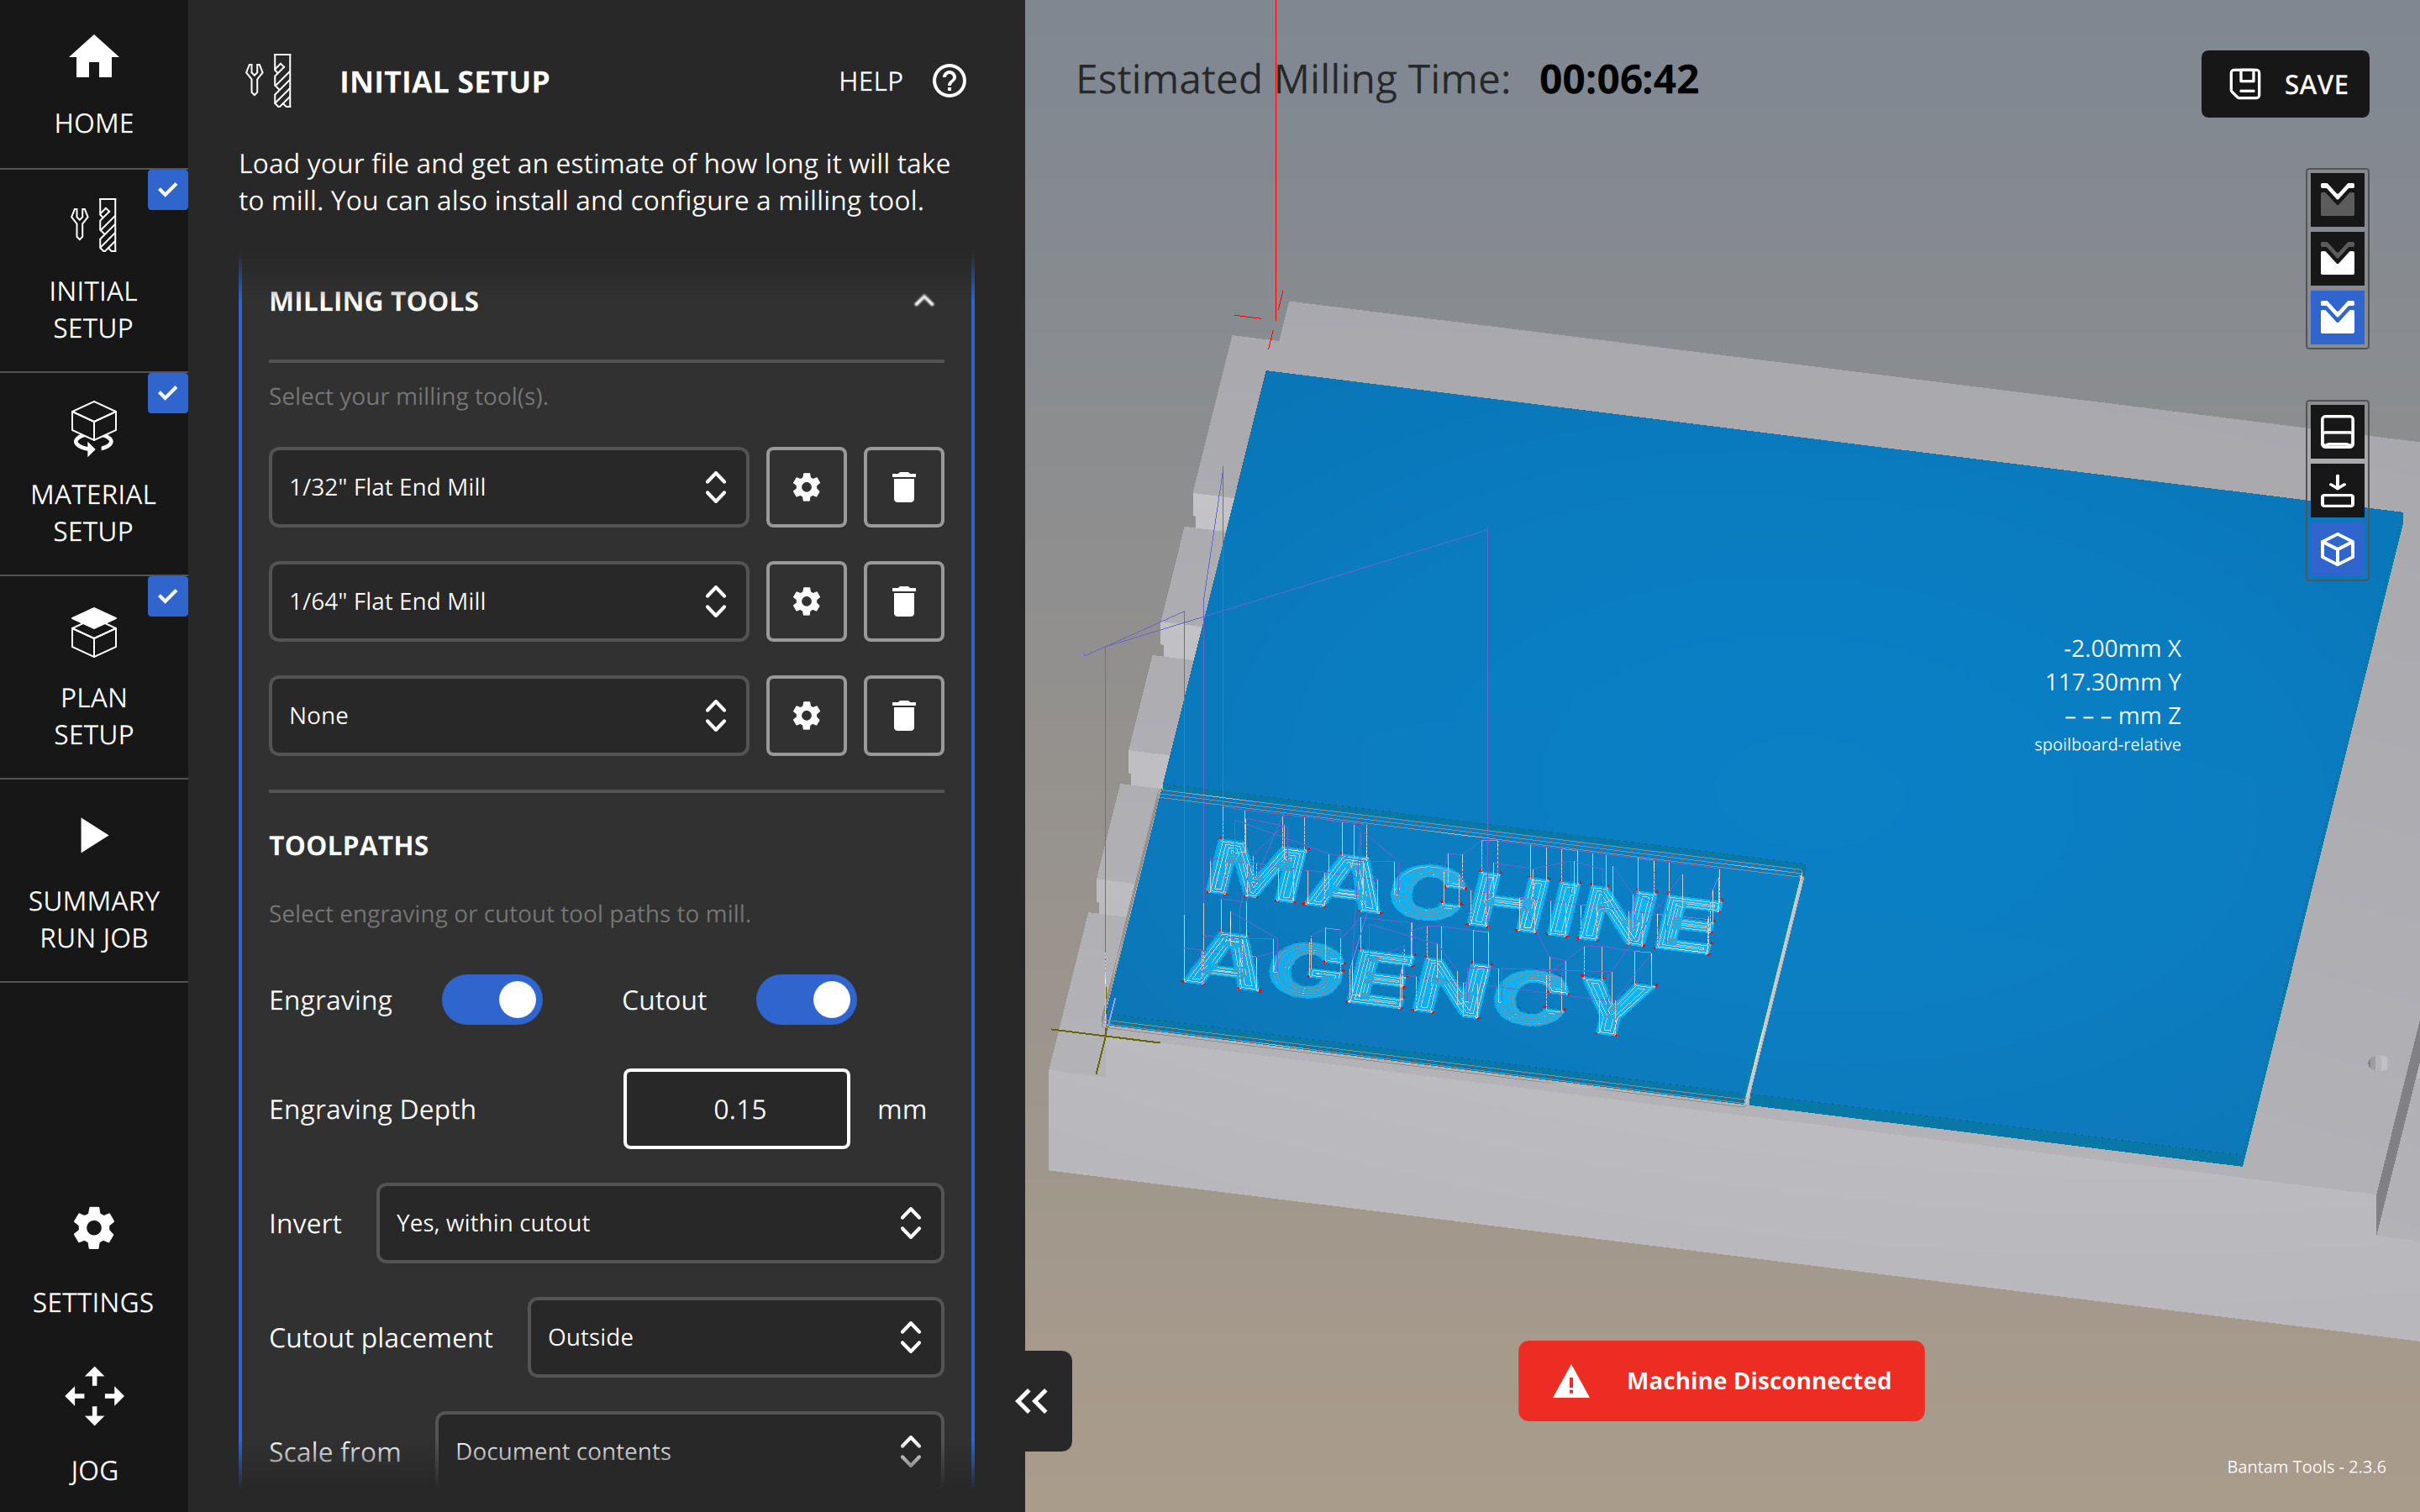 HOME
INITIAL
SETUP
MATERIAL
SETUP
PLAN
SETUP
SUMMARY
RUN JOB
SETTINGS
JOG
INITIAL SETUP
HELP
Load your file and get an estimate of how long it will take
to mill. You can also install and configure a milling tool.
MILLING TOOLS
Select your milling tool(s).
1/32" Flat End Mill
1/64" Flat End Mill
None
TOOLPATHS
Select engraving or cutout tool paths to mill.
Engraving
Cutout
Engraving Depth 0.15 mm
Invert Yes, within cutout
Cutout placement Outside
Scale from Document contents
Estimated Milling Time: 00:06:42
SAVE
-2.00mm X
117.30mm Y
– – – mm Z
spoilboard-relative
MACHINE
AGENCY
Machine Disconnected
Bantam Tools - 2.3.6